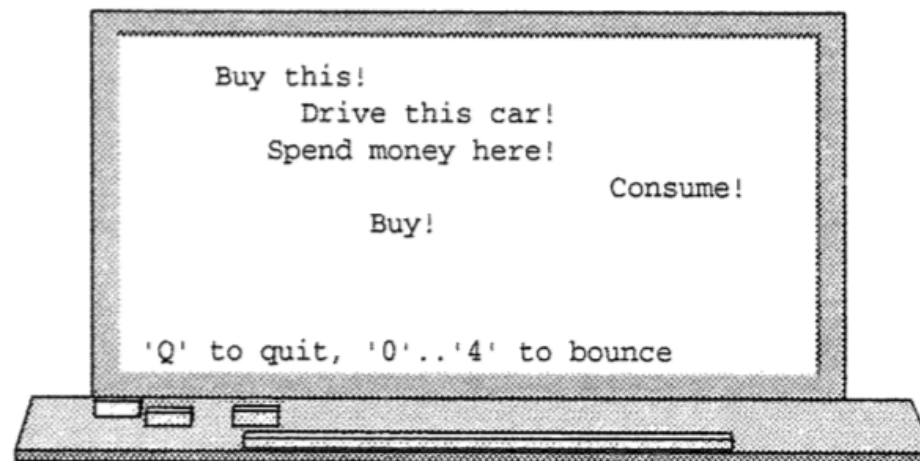 Buy this!
Drive this car!
Spend money here!
Consume!
Buy!
'Q' to quit, '0'..'4' to bounce